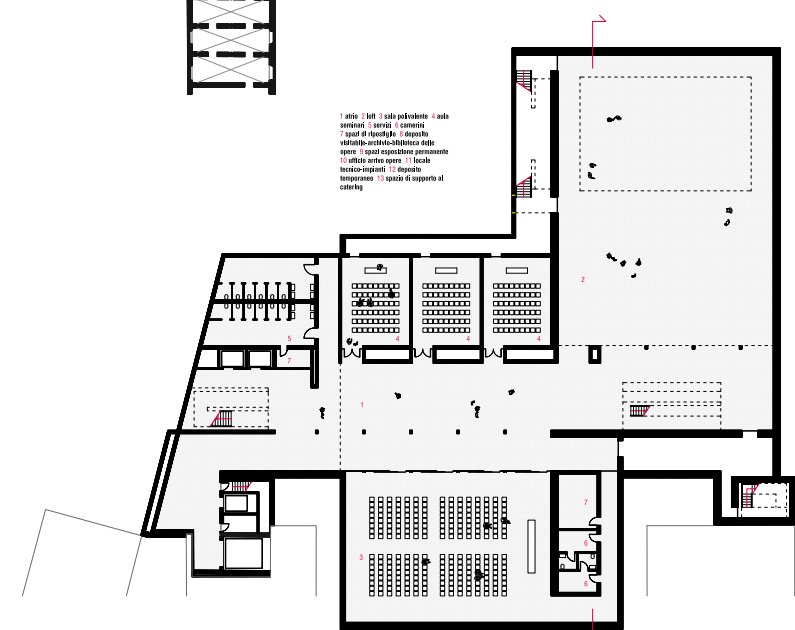 1 atrio 2 loft 3 sala polivalente 4 aula
seminari 5 servizi 6 camerini
7 spazi di ripostiglio 8 deposito
visitabile-archivio-biblioteca delle
opere 9 spazi esposizione permanente
10 ufficio arrivo opere 11 locale
tecnico-impianti 12 deposito
temporaneo 13 spazio di supporto al
catering
2
5
4
4
4
7
1
7
3
6
6